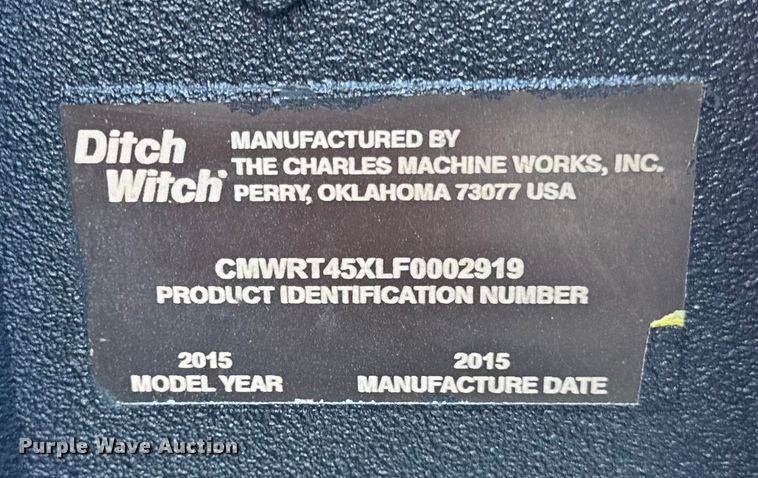 Ditch Witch®
MANUFACTURED BY
THE CHARLES MACHINE WORKS, INC.
PERRY, OKLAHOMA 73077 USA
CMWRT45XLF0002919
PRODUCT IDENTIFICATION NUMBER
2015
MODEL YEAR
2015
MANUFACTURE DATE
Purple Wave Auction